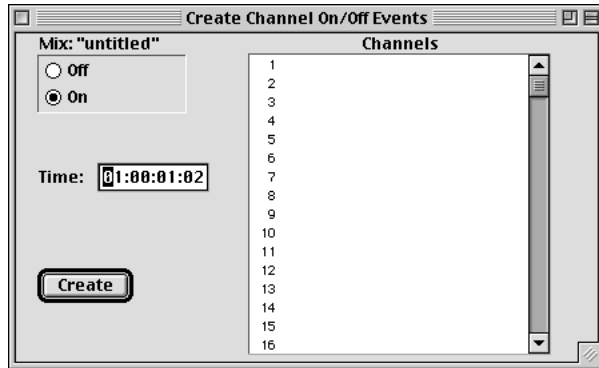 Create Channel On/Off Events
Mix: "untitled"
Off
On
Time: 01:00:01:02
Create
Channels
1
2
3
4
5
6
7
8
9
10
11
12
13
14
15
16